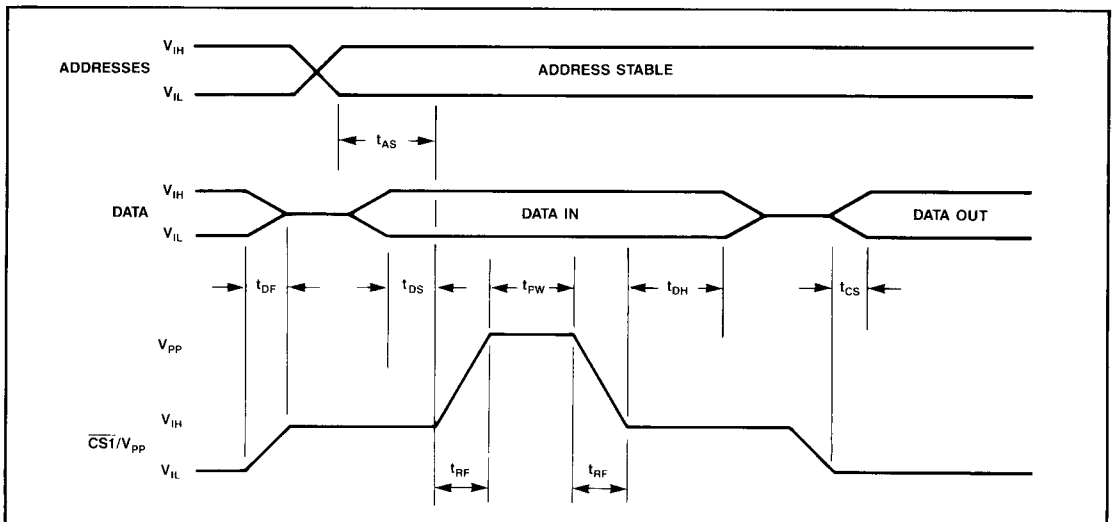 V_IH
ADDRESSES
ADDRESS STABLE
V_IL
t_AS
V_IH
DATA
DATA IN
DATA OUT
V_IL
t_DF
t_DS
t_PW
t_DH
t_CS
V_PP
V_IH
CS1/V_PP
V_IL
t_RF
t_RF